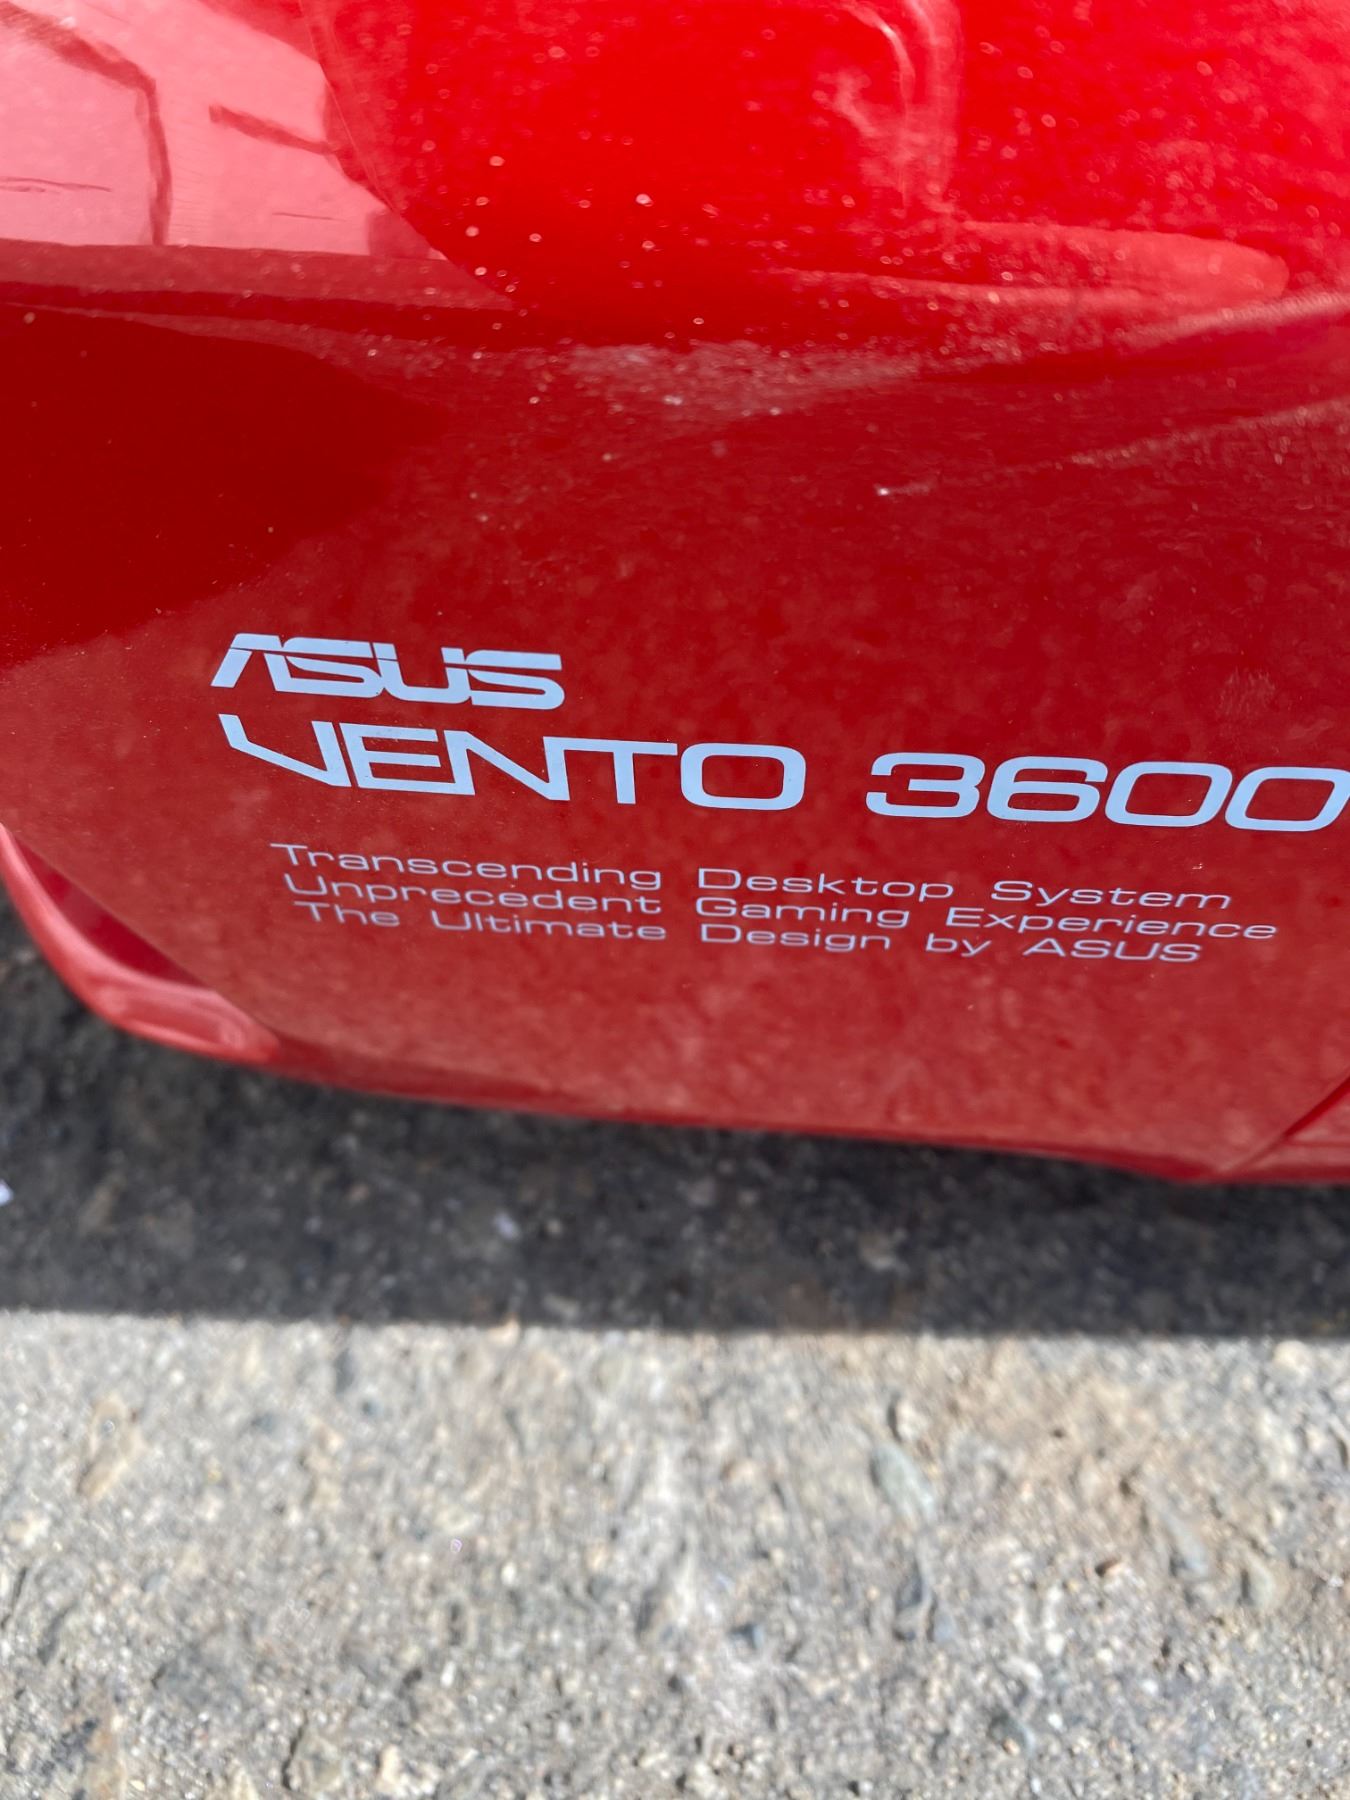 ASUS
VENTO 3600
Transcending Desktop System
Unprecedent Gaming Experience
The Ultimate Design by ASUS